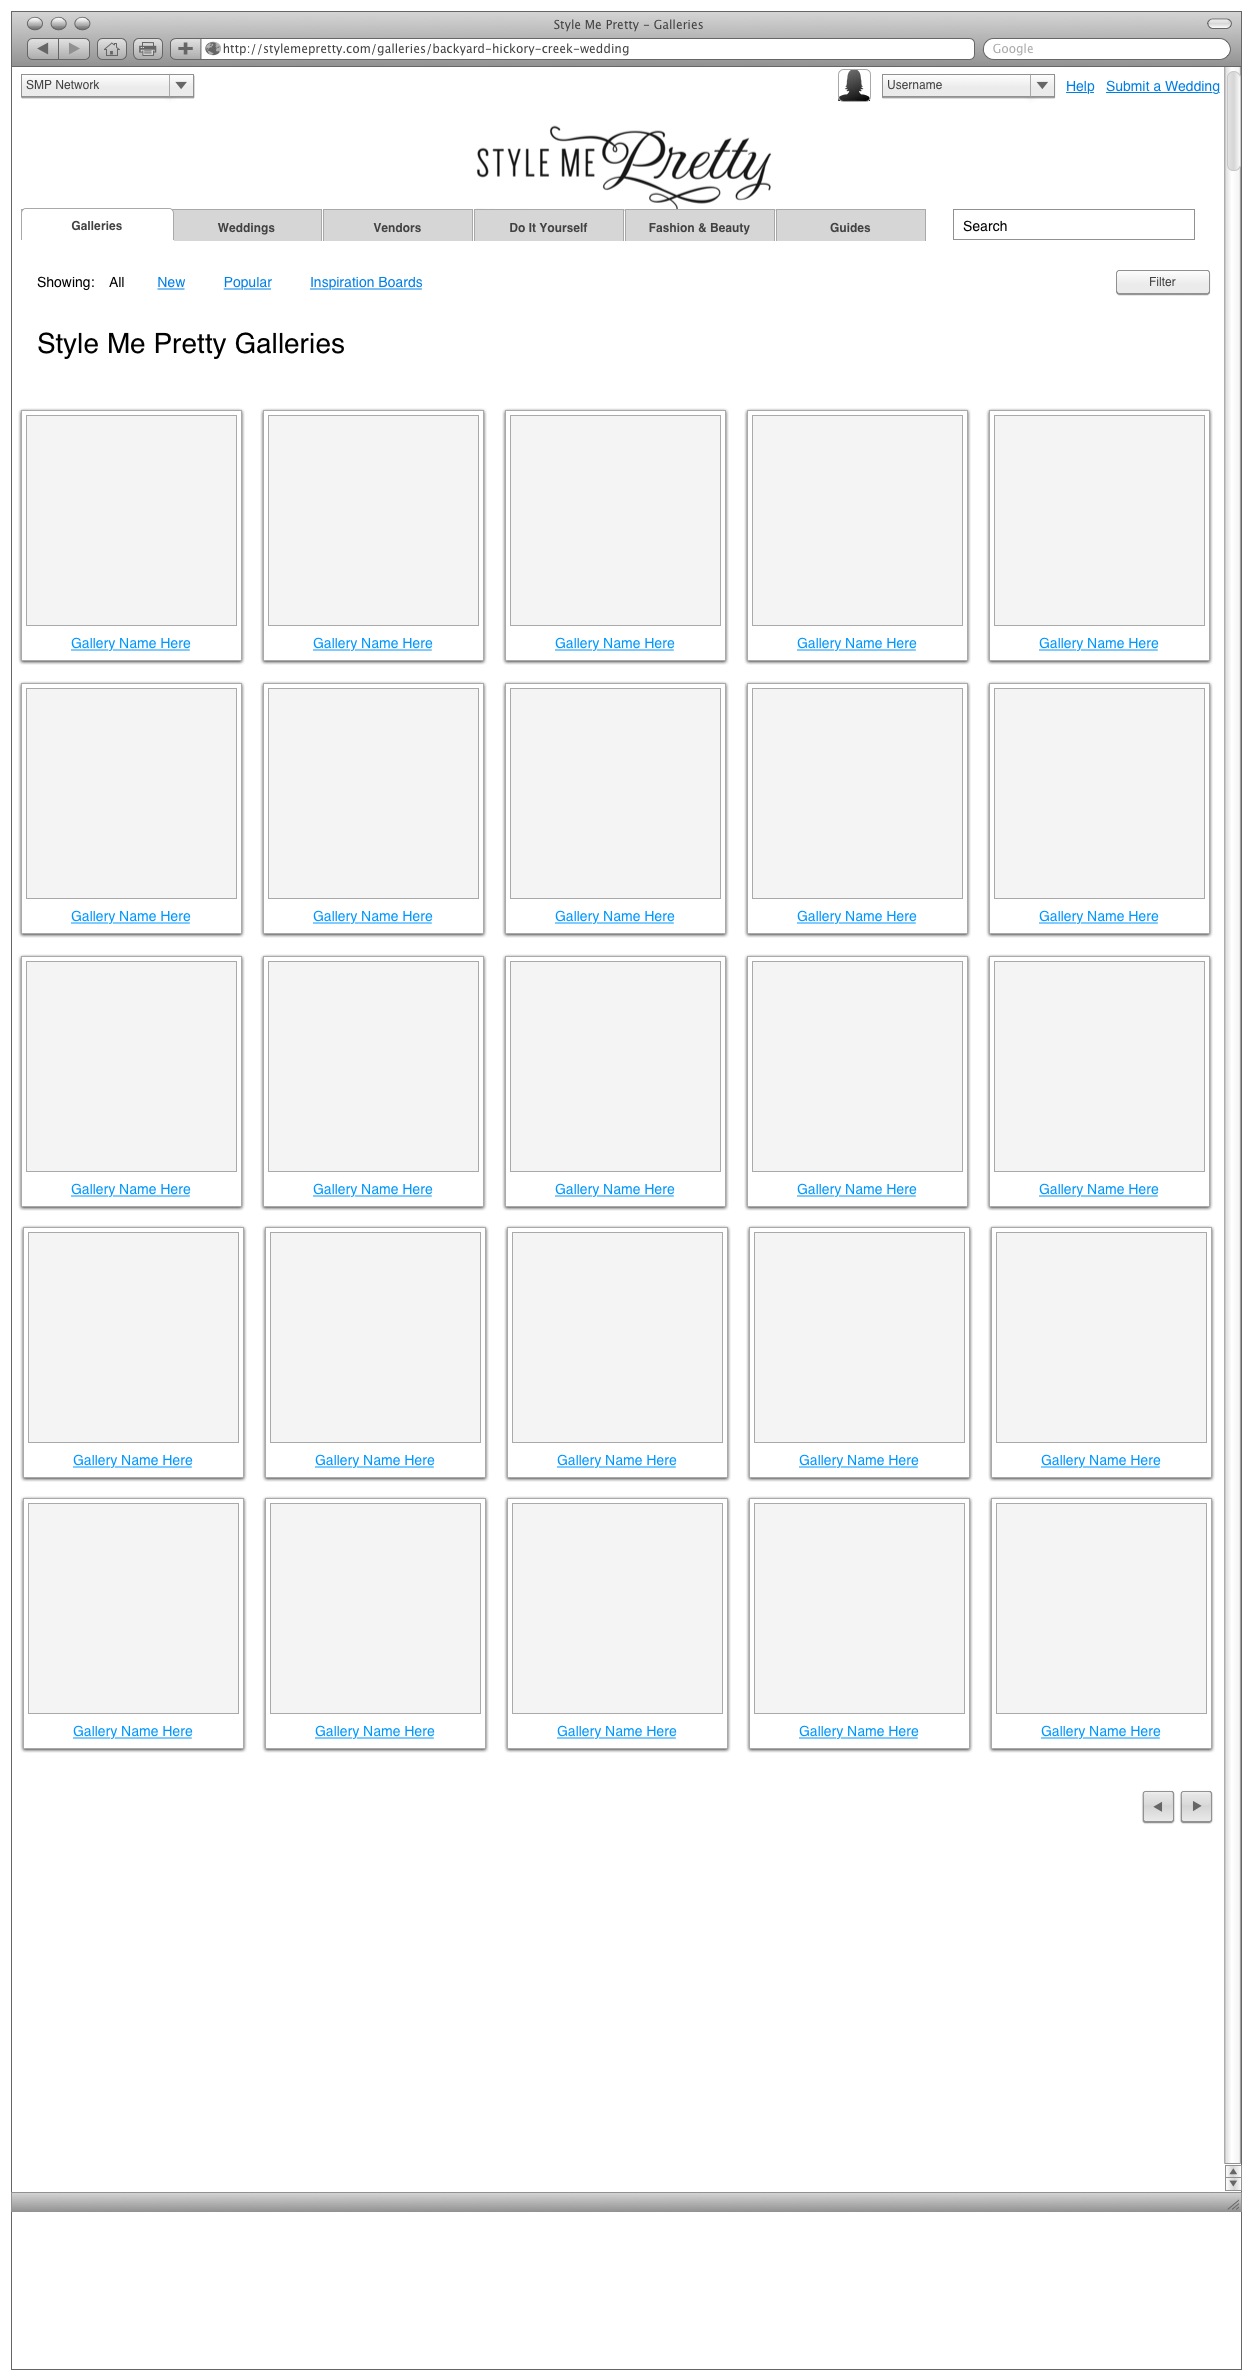 Style Me Pretty – Galleries
http://stylemepretty.com/galleries/backyard-hickory-creek-wedding Google
SMP Network Username Help Submit a Wedding
STYLE ME Pretty
Galleries Weddings Vendors Do It Yourself Fashion & Beauty Guides Search
Showing: All New Popular Inspiration Boards Filter
Style Me Pretty Galleries
Gallery Name Here Gallery Name Here Gallery Name Here Gallery Name Here Gallery Name Here
Gallery Name Here Gallery Name Here Gallery Name Here Gallery Name Here Gallery Name Here
Gallery Name Here Gallery Name Here Gallery Name Here Gallery Name Here Gallery Name Here
Gallery Name Here Gallery Name Here Gallery Name Here Gallery Name Here Gallery Name Here
Gallery Name Here Gallery Name Here Gallery Name Here Gallery Name Here Gallery Name Here